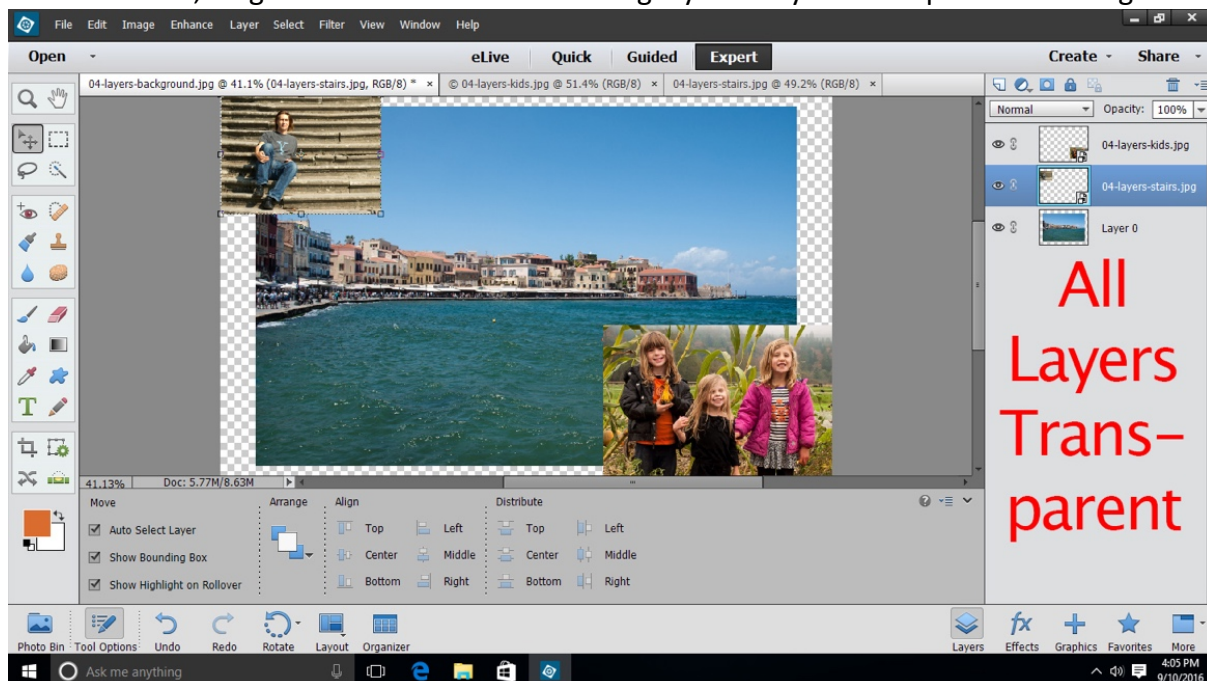 File Edit Image Enhance Layer Select Filter View Window Help
Open eLive Quick Guided Expert Create Share
04-layers-background.jpg @ 41.1% (04-layers-stairs.jpg, RGB/8) * × © 04-layers-kids.jpg @ 51.4% (RGB/8) × 04-layers-stairs.jpg @ 49.2% (RGB/8) ×
Normal Opacity: 100%
04-layers-kids.jpg
04-layers-stairs.jpg
Layer 0
All
Layers
Trans-
parent
41.13% Doc: 5.77M/8.63M
Move Arrange Align Distribute
Auto Select Layer Top Left Top Left
Show Bounding Box Center Middle Center Middle
Show Highlight on Rollover Bottom Right Bottom Right
Photo Bin Tool Options Undo Redo Rotate Layout Organizer Layers Effects Graphics Favorites More
Ask me anything 4:05 PM
9/10/2016